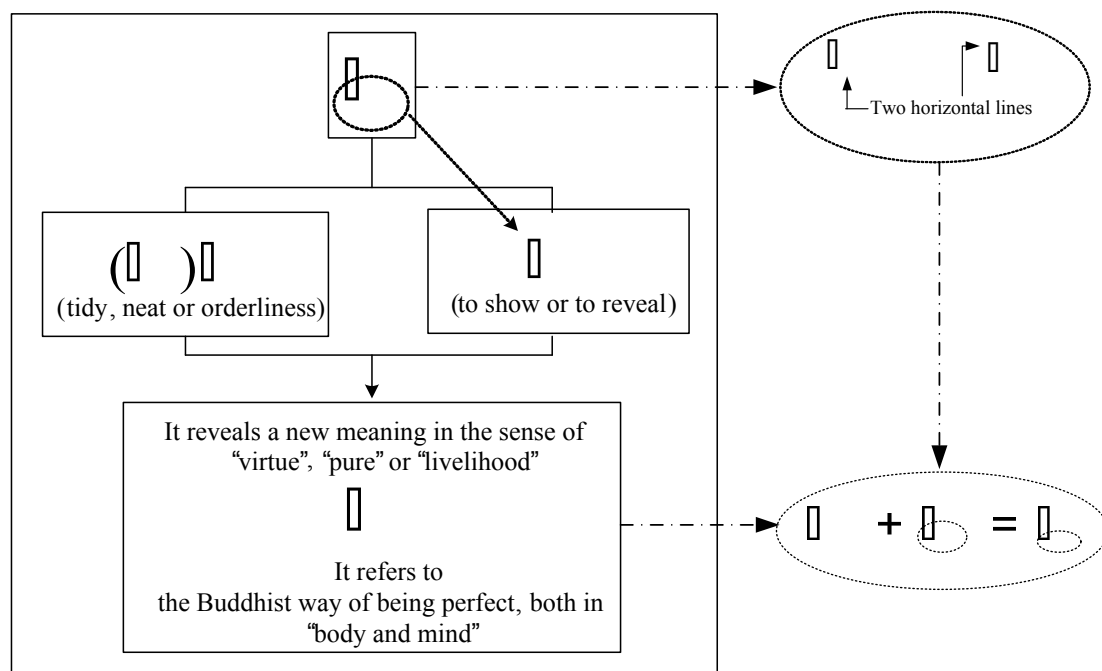 Two horizontal lines
(tidy, neat or orderliness)
(to show or to reveal)
It reveals a new meaning in the sense of
“virtue”, “pure” or “livelihood”
+ =
It refers to
the Buddhist way of being perfect, both in
“body and mind”